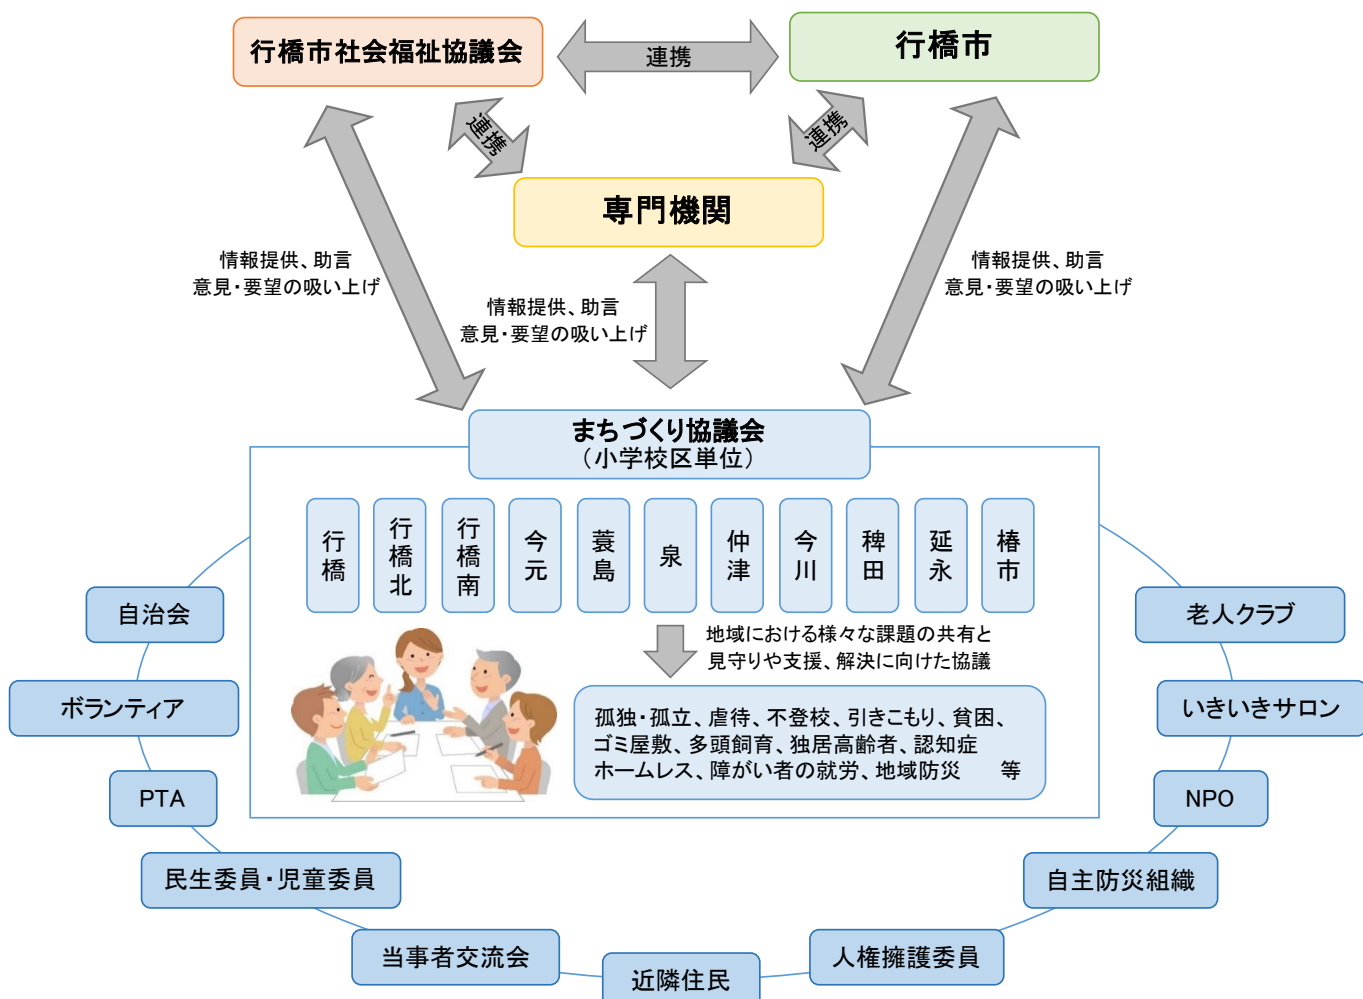 行橋市社会福祉協議会
連携
行橋市
連携
連携
専門機関
情報提供、助言
意見・要望の吸い上げ
情報提供、助言
意見・要望の吸い上げ
情報提供、助言
意見・要望の吸い上げ
まちづくり協議会
（小学校区単位）
行橋
行橋北
行橋南
今元
蓑島
泉
仲津
今川
稗田
延永
椿市
地域における様々な課題の共有と
見守りや支援、解決に向けた協議
孤独・孤立、虐待、不登校、引きこもり、貧困、
ゴミ屋敷、多頭飼育、独居高齢者、認知症
ホームレス、障がい者の就労、地域防災　等
自治会
ボランティア
PTA
民生委員・児童委員
当事者交流会
近隣住民
人権擁護委員
自主防災組織
NPO
いきいきサロン
老人クラブ